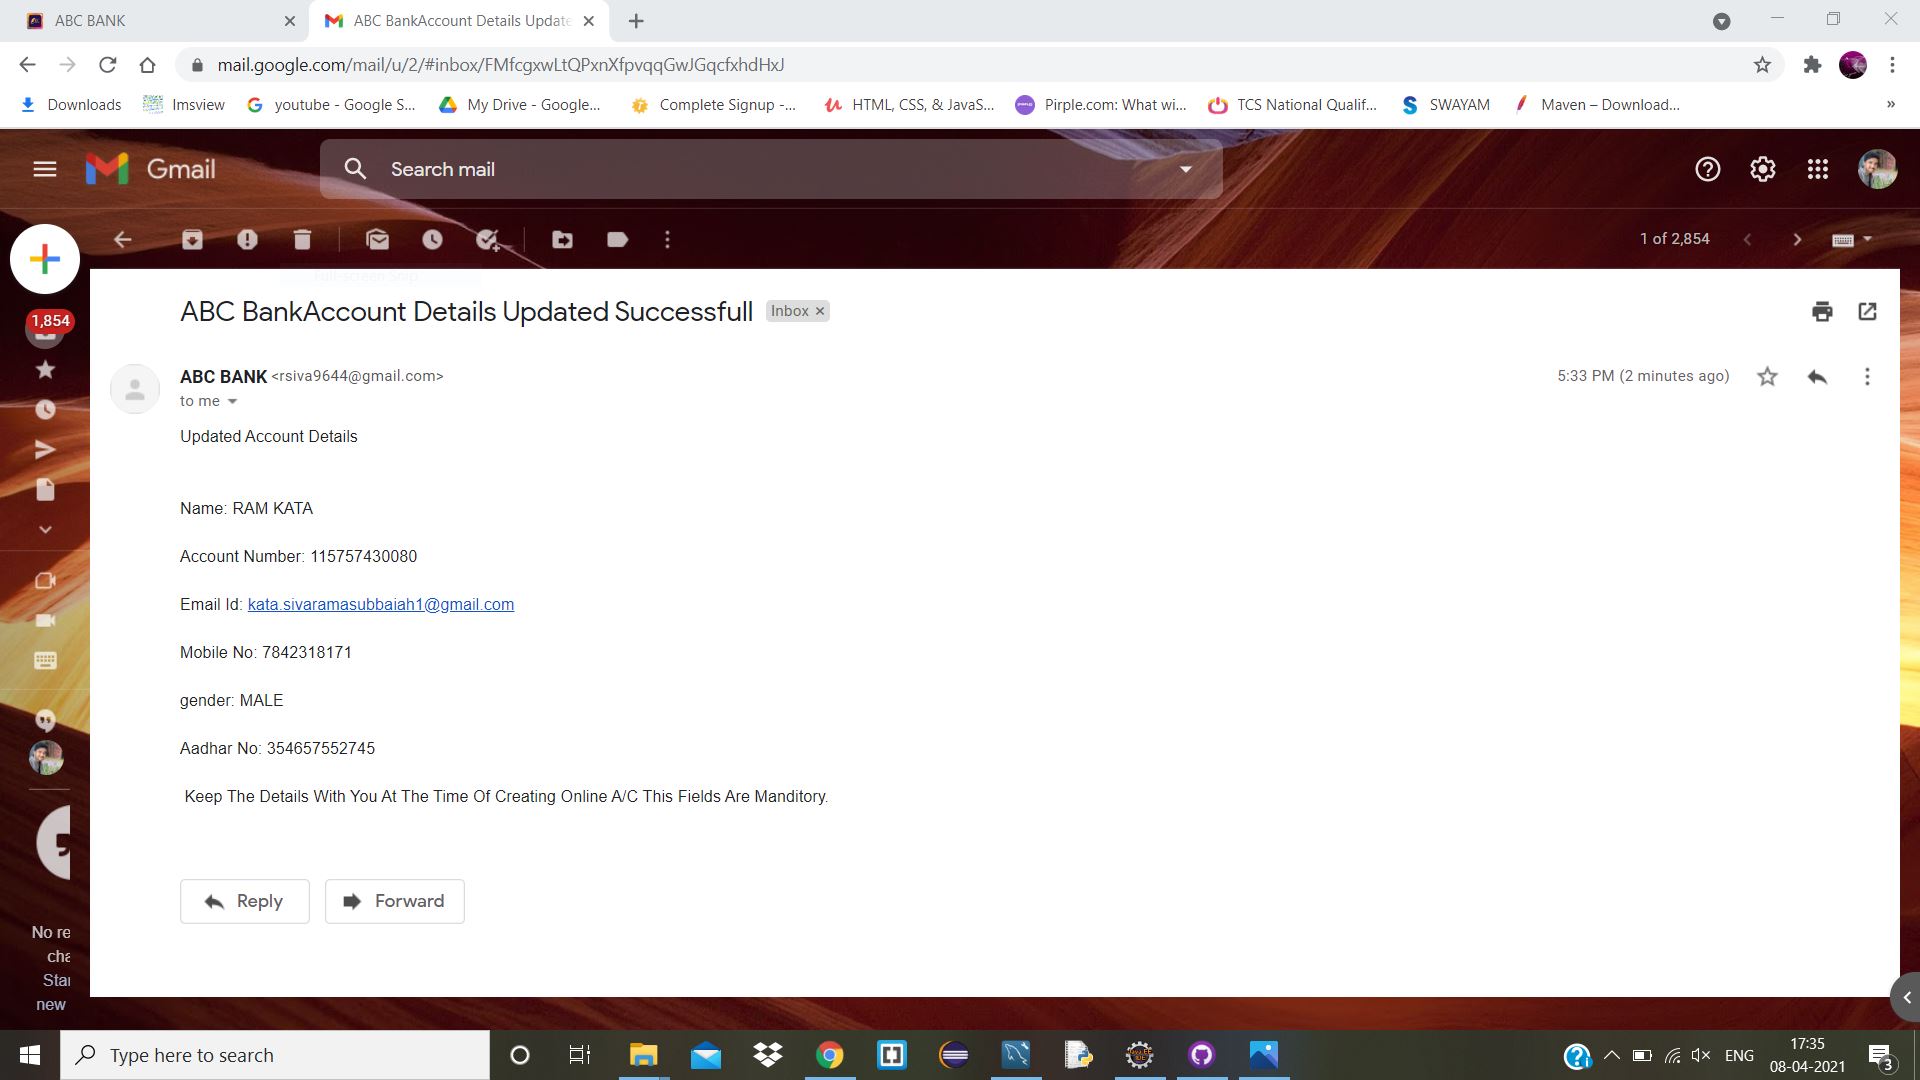 ABC BANK
ABC BankAccount Details Update
mail.google.com/mail/u/2/#inbox/FMfcgxwLtQPxnXfpvqqGwJGqcfxhdHxJ
Downloads
Imsview
youtube - Google S...
My Drive - Google...
Complete Signup -...
HTML, CSS, & JavaS...
Pirple.com: What wi...
TCS National Qualif...
SWAYAM
Maven – Download...
»
Gmail
Search mail
1 of 2,854
Full-screen Snip
1,854
ABC BankAccount Details Updated Successfull
Inbox ×
ABC BANK <rsiva9644@gmail.com>
5:33 PM (2 minutes ago)
to me
Updated Account Details
Name: RAM KATA
Account Number: 115757430080
Email Id: kata.sivaramasubbaiah1@gmail.com
Mobile No: 7842318171
gender: MALE
Aadhar No: 354657552745
Keep The Details With You At The Time Of Creating Online A/C This Fields Are Manditory.
Reply
Forward
No re
cha
Star
new
Type here to search
ENG
17:35
08-04-2021
3